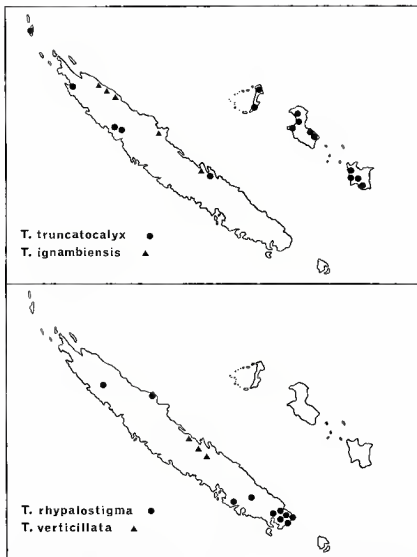 T. truncatocalyx ●
T. ignambiensis ▲
T. rhypalostigma ●
T. verticillata ▲